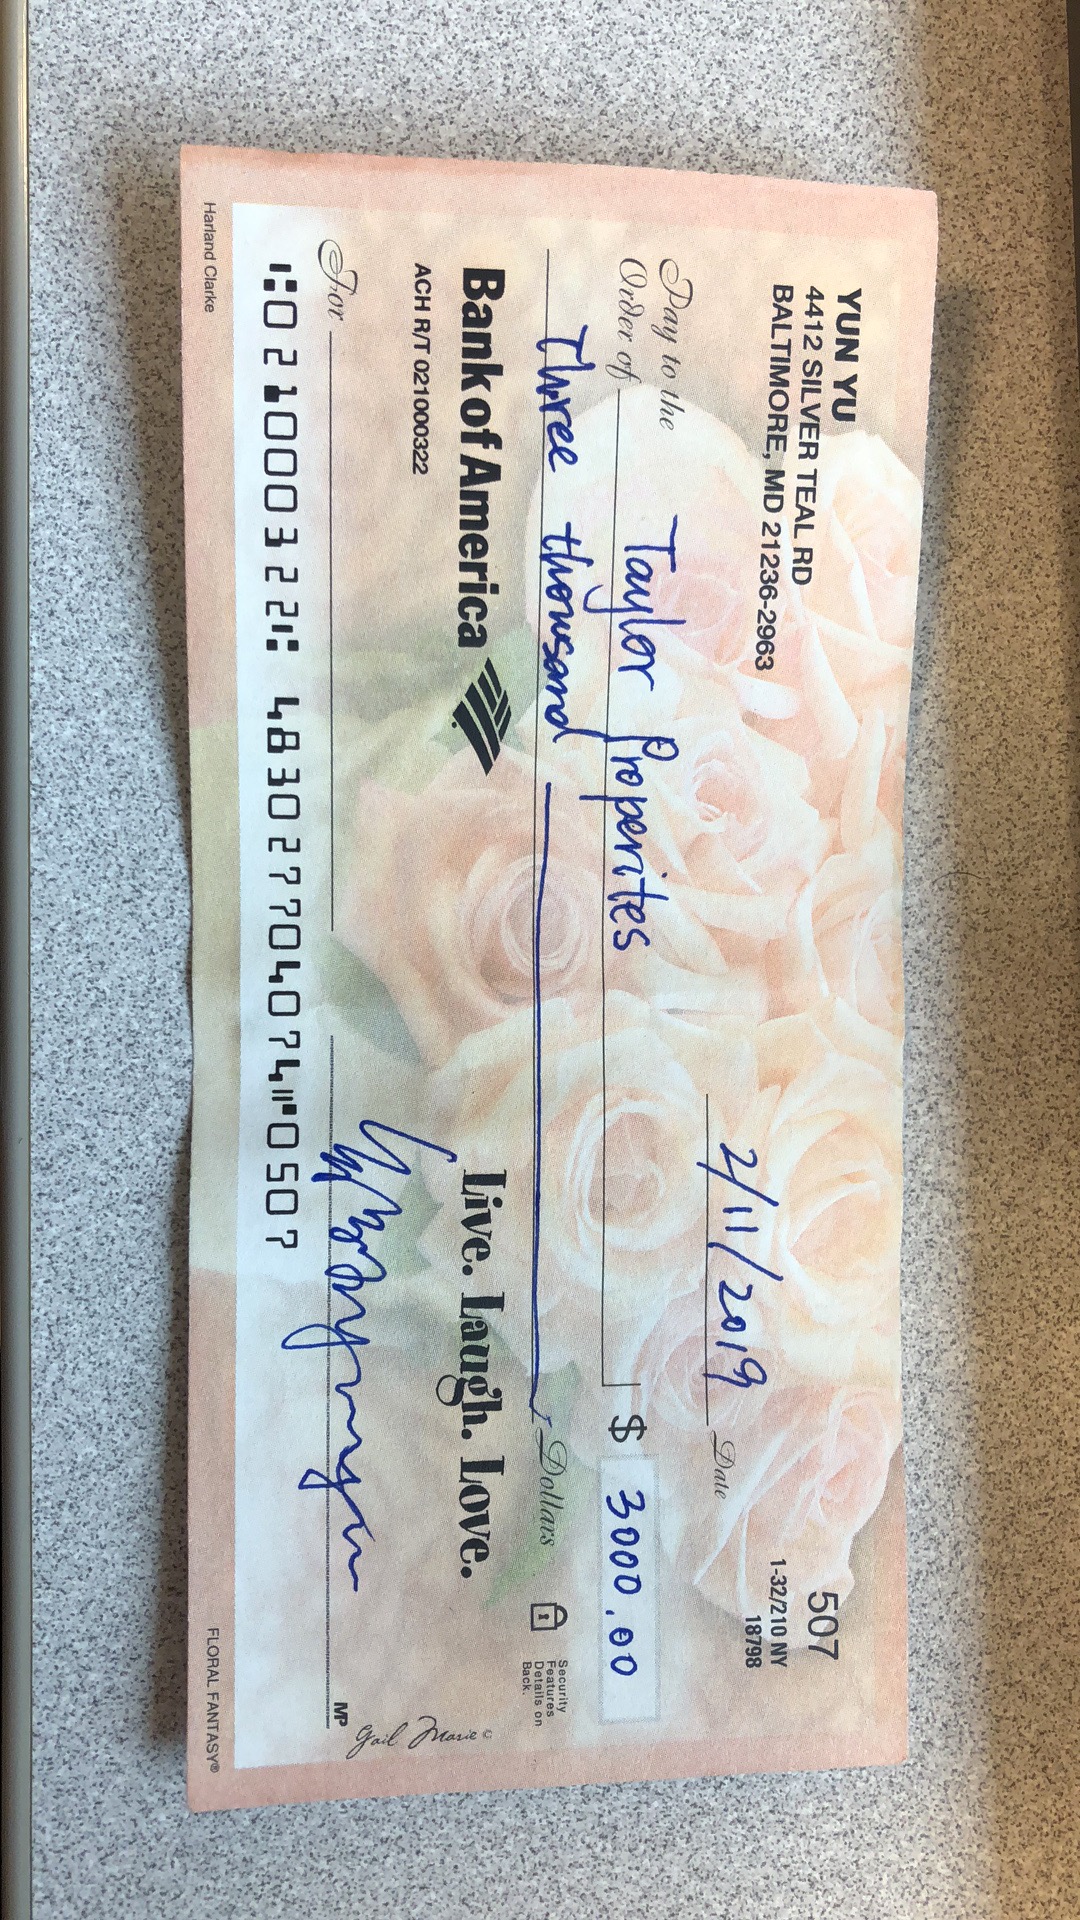 YUN YU
4412 SILVER TEAL RD
BALTIMORE, MD 21236-2963
507
1-32/210 NY
18798
2/11/2019 Date
Pay to the
Order of Taylor Properites $ 3000.00
Three thousand Dollars
Security
Features
Details on
Back.
Bank of America
Live. Laugh. Love.
ACH R/T 021000322
Gail Marie ©
For
MP
⑆021000322⑆ 483027704074⑈0507
Harland Clarke
FLORAL FANTASY®